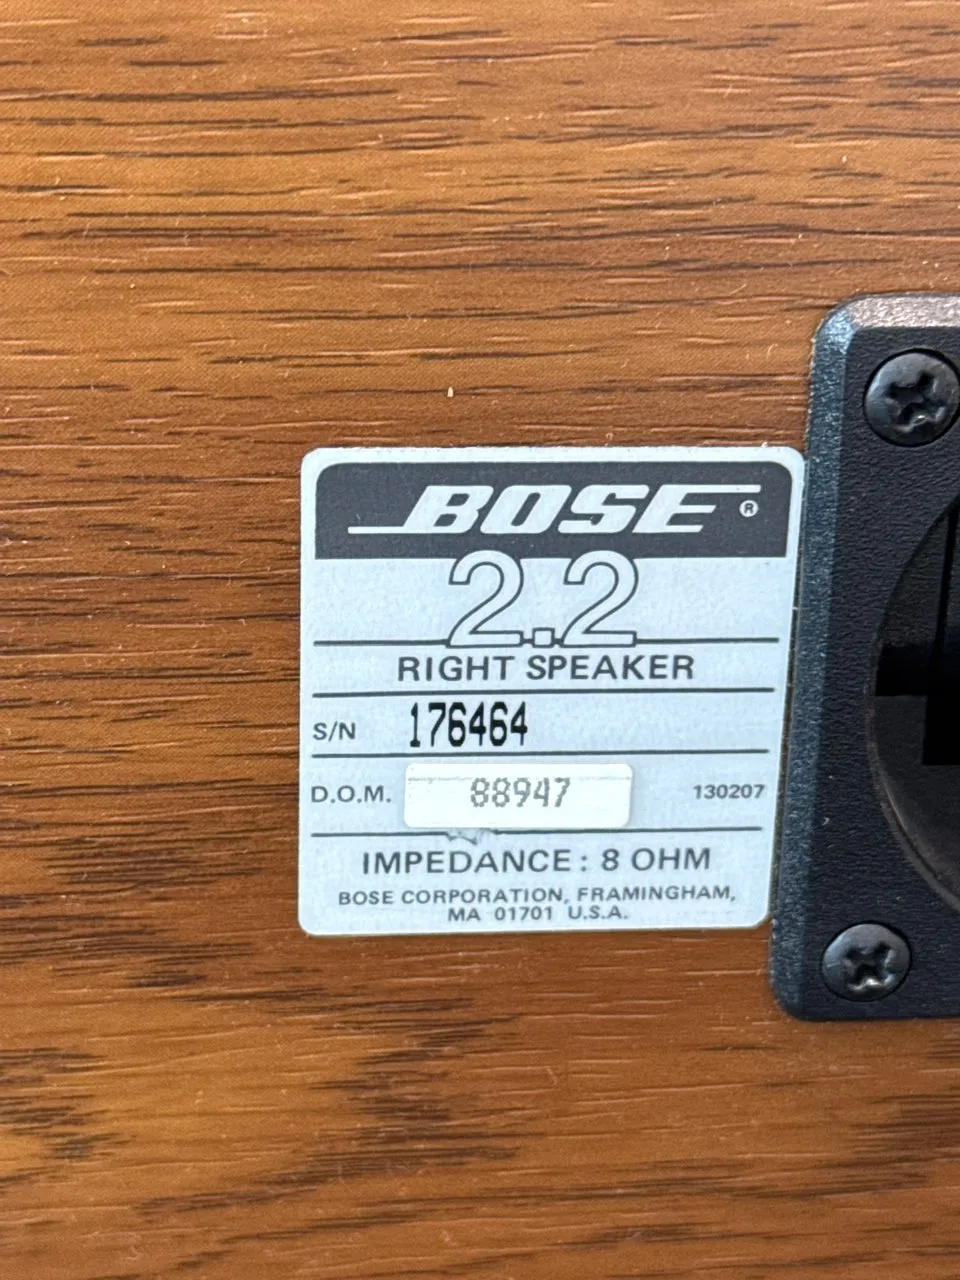 BOSE®
2.2
RIGHT SPEAKER
S/N 176464
D.O.M. 88947 130207
IMPEDANCE: 8 OHM
BOSE CORPORATION, FRAMINGHAM,
MA 01701 U.S.A.